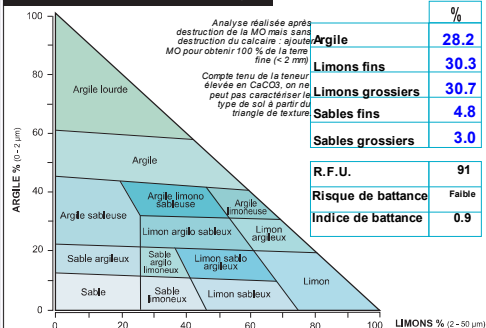 %
Analyse réalisée après
destruction de la MO mais sans
destruction du calcaire : ajouter
MO pour obtenir 100 % de la terre
fine (< 2 mm)
Compte tenu de la teneur
élevée en CaCO3, on ne
peut pas caractériser le
type de sol à partir du
triangle de texture
Argile 28.2
Limons fins 30.3
Limons grossiers 30.7
Sables fins 4.8
Sables grossiers 3.0
R.F.U. 91
Risque de battance Faible
Indice de battance 0.9
ARGILE % (0 - 2 µm)
100
80
60
40
20
0
Argile lourde
Argile
Argile sableuse
Argile limono
sableuse
Argile
limoneuse
Limon argilo sableux
Limon
argileux
Sable argileux
Sable
argilo
limoneux
Limon sablo
argileux
Limon
Sable
Sable
limoneux
Limon sableux
0 20 40 60 80 100
LIMONS % (2 - 50 µm)